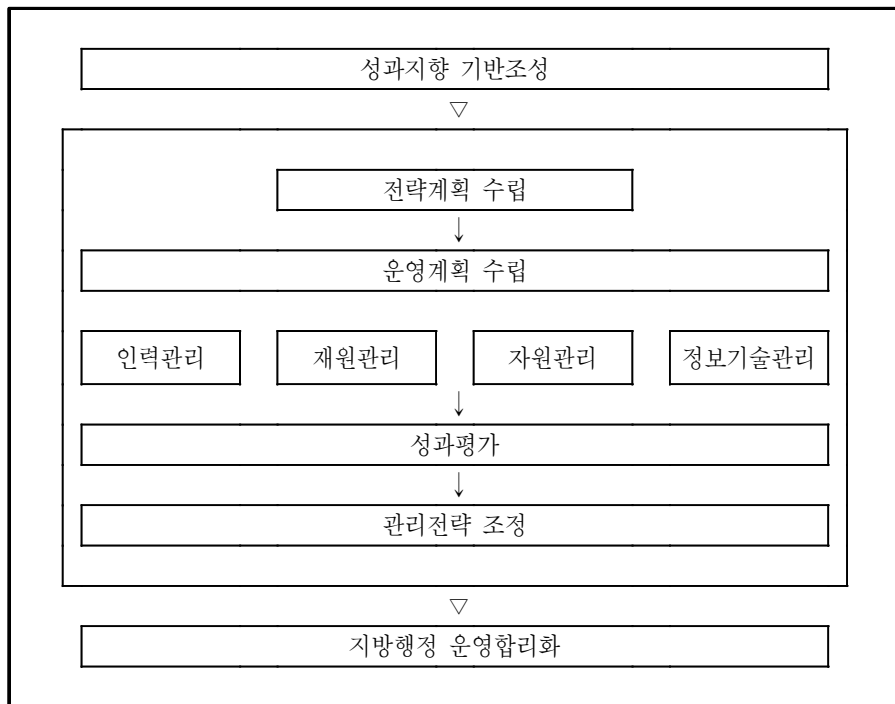 성과지향 기반조성
▽
전략계획 수립
↓
운영계획 수립
인력관리 재원관리 자원관리 정보기술관리
↓
성과평가
↓
관리전략 조정
▽
지방행정 운영합리화